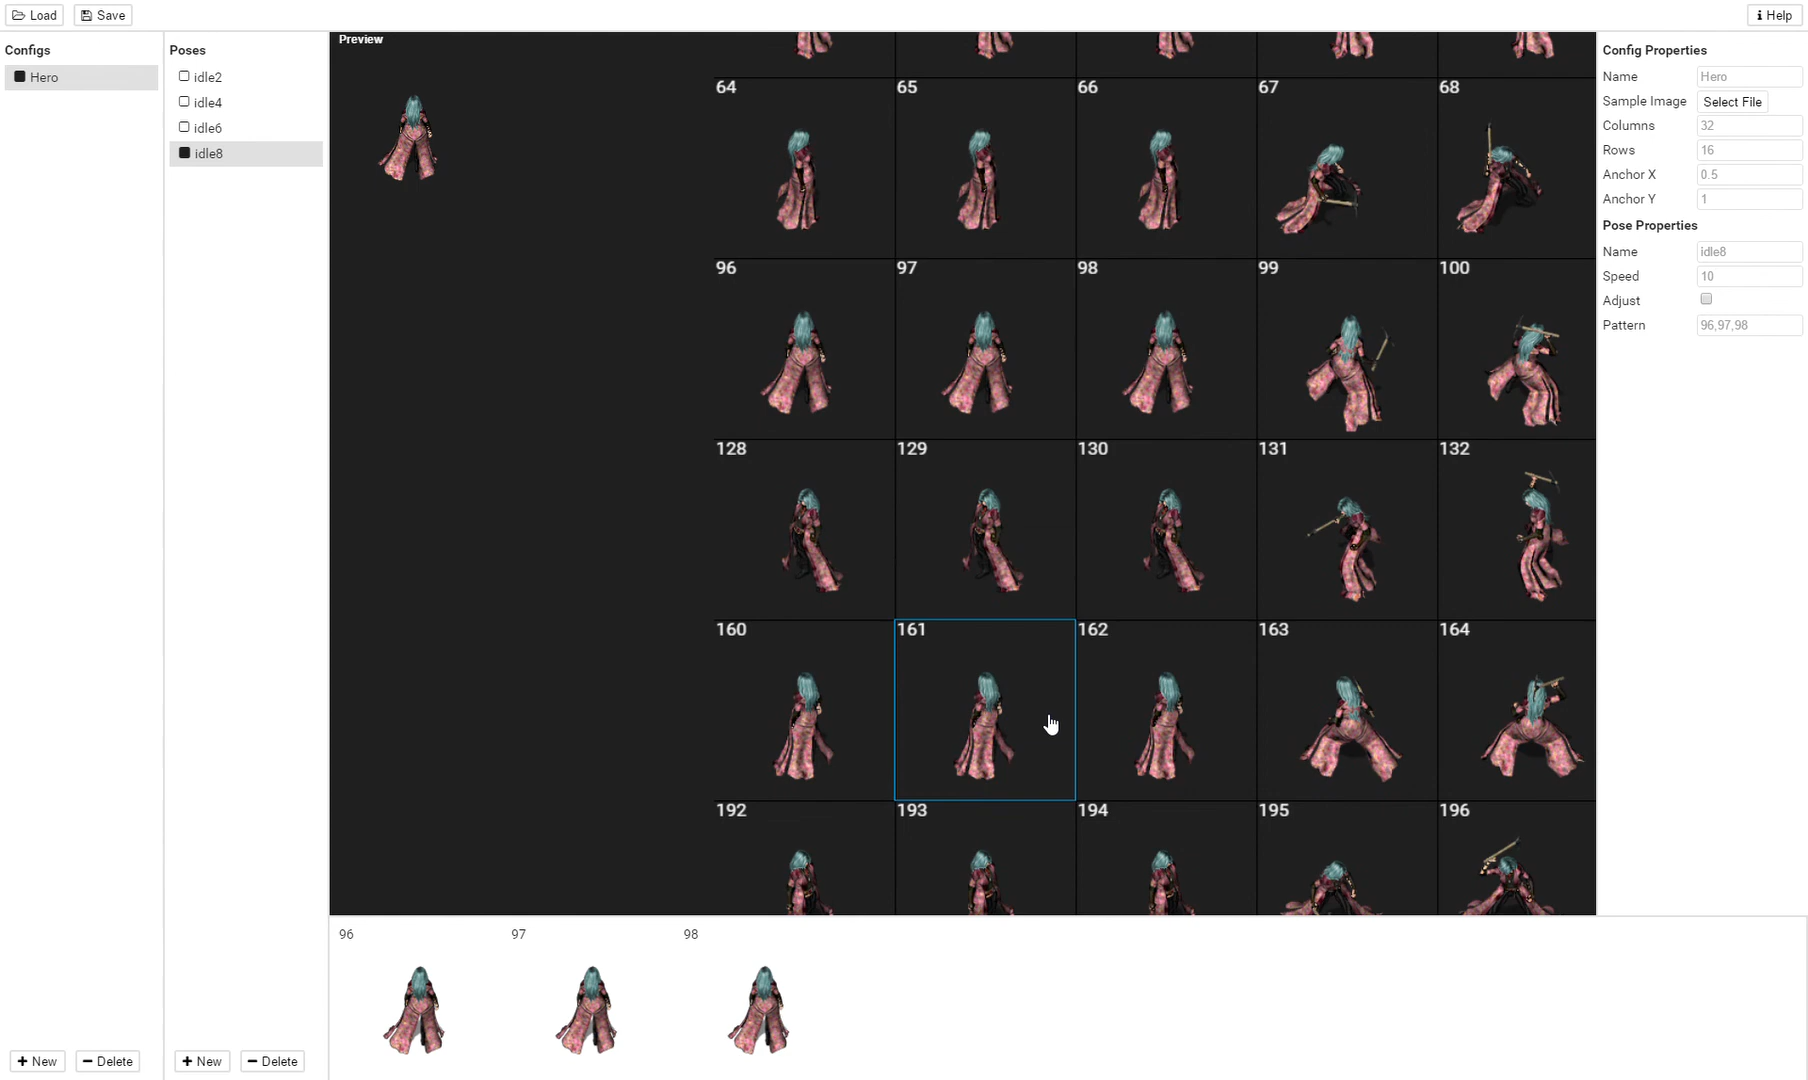 Load
Save
Help
Configs
Hero
Poses
idle2
idle4
idle6
idle8
Preview
64
65
66
67
68
96
97
98
99
100
128
129
130
131
132
160
161
162
163
164
192
193
194
195
196
Config Properties
Name
Hero
Sample Image
Select File
Columns
32
Rows
16
Anchor X
0.5
Anchor Y
1
Pose Properties
Name
idle8
Speed
10
Adjust
Pattern
96,97,98
96
97
98
New
Delete
New
Delete